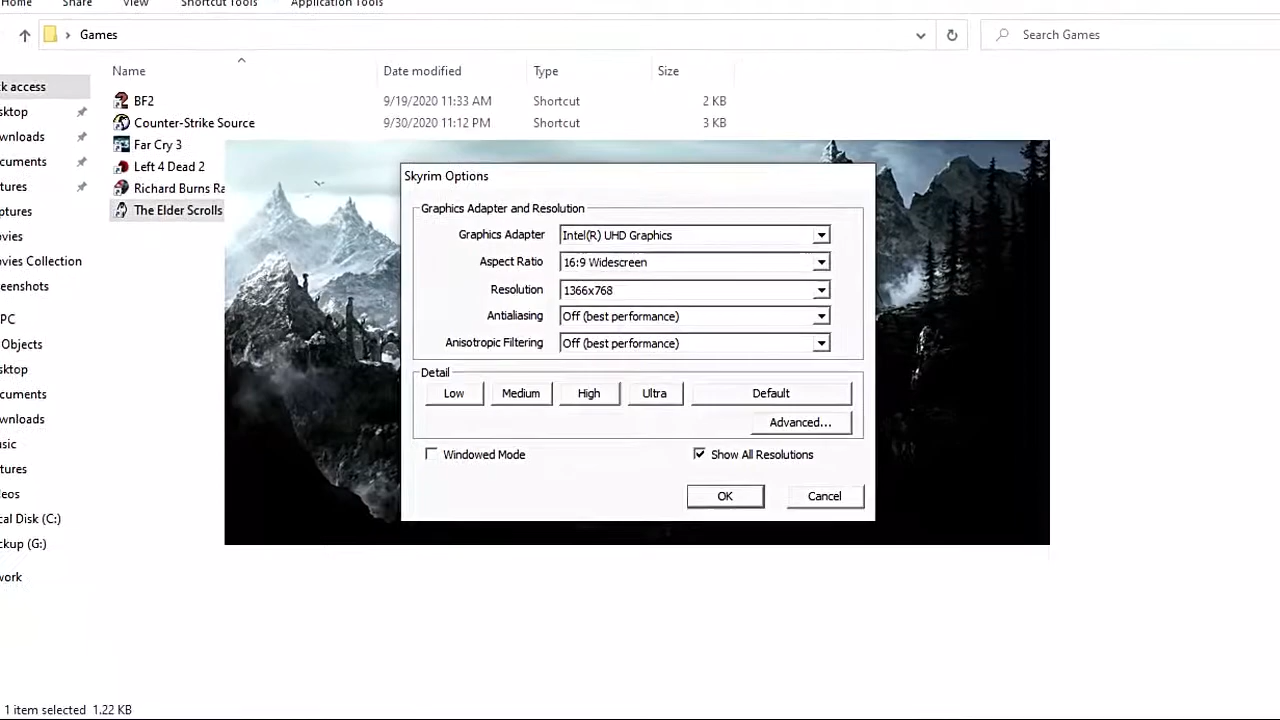 Home Share View Shortcut Tools Application Tools
Games Search Games
Name Date modified Type Size
k access
sktop
wnloads
cuments
tures
ptures
ovies
ovies Collection
eenshots
PC
Objects
sktop
cuments
wnloads
sic
tures
eos
cal Disk (C:)
ckup (G:)
work
BF2 9/19/2020 11:33 AM Shortcut 2 KB
Counter-Strike Source 9/30/2020 11:12 PM Shortcut 3 KB
Far Cry 3
Left 4 Dead 2
Richard Burns Ra
The Elder Scrolls
Skyrim Options
Graphics Adapter and Resolution
Graphics Adapter Intel(R) UHD Graphics
Aspect Ratio 16:9 Widescreen
Resolution 1366x768
Antialiasing Off (best performance)
Anisotropic Filtering Off (best performance)
Detail
Low Medium High Ultra Default
Advanced...
Windowed Mode Show All Resolutions
OK Cancel
1 item selected 1.22 KB